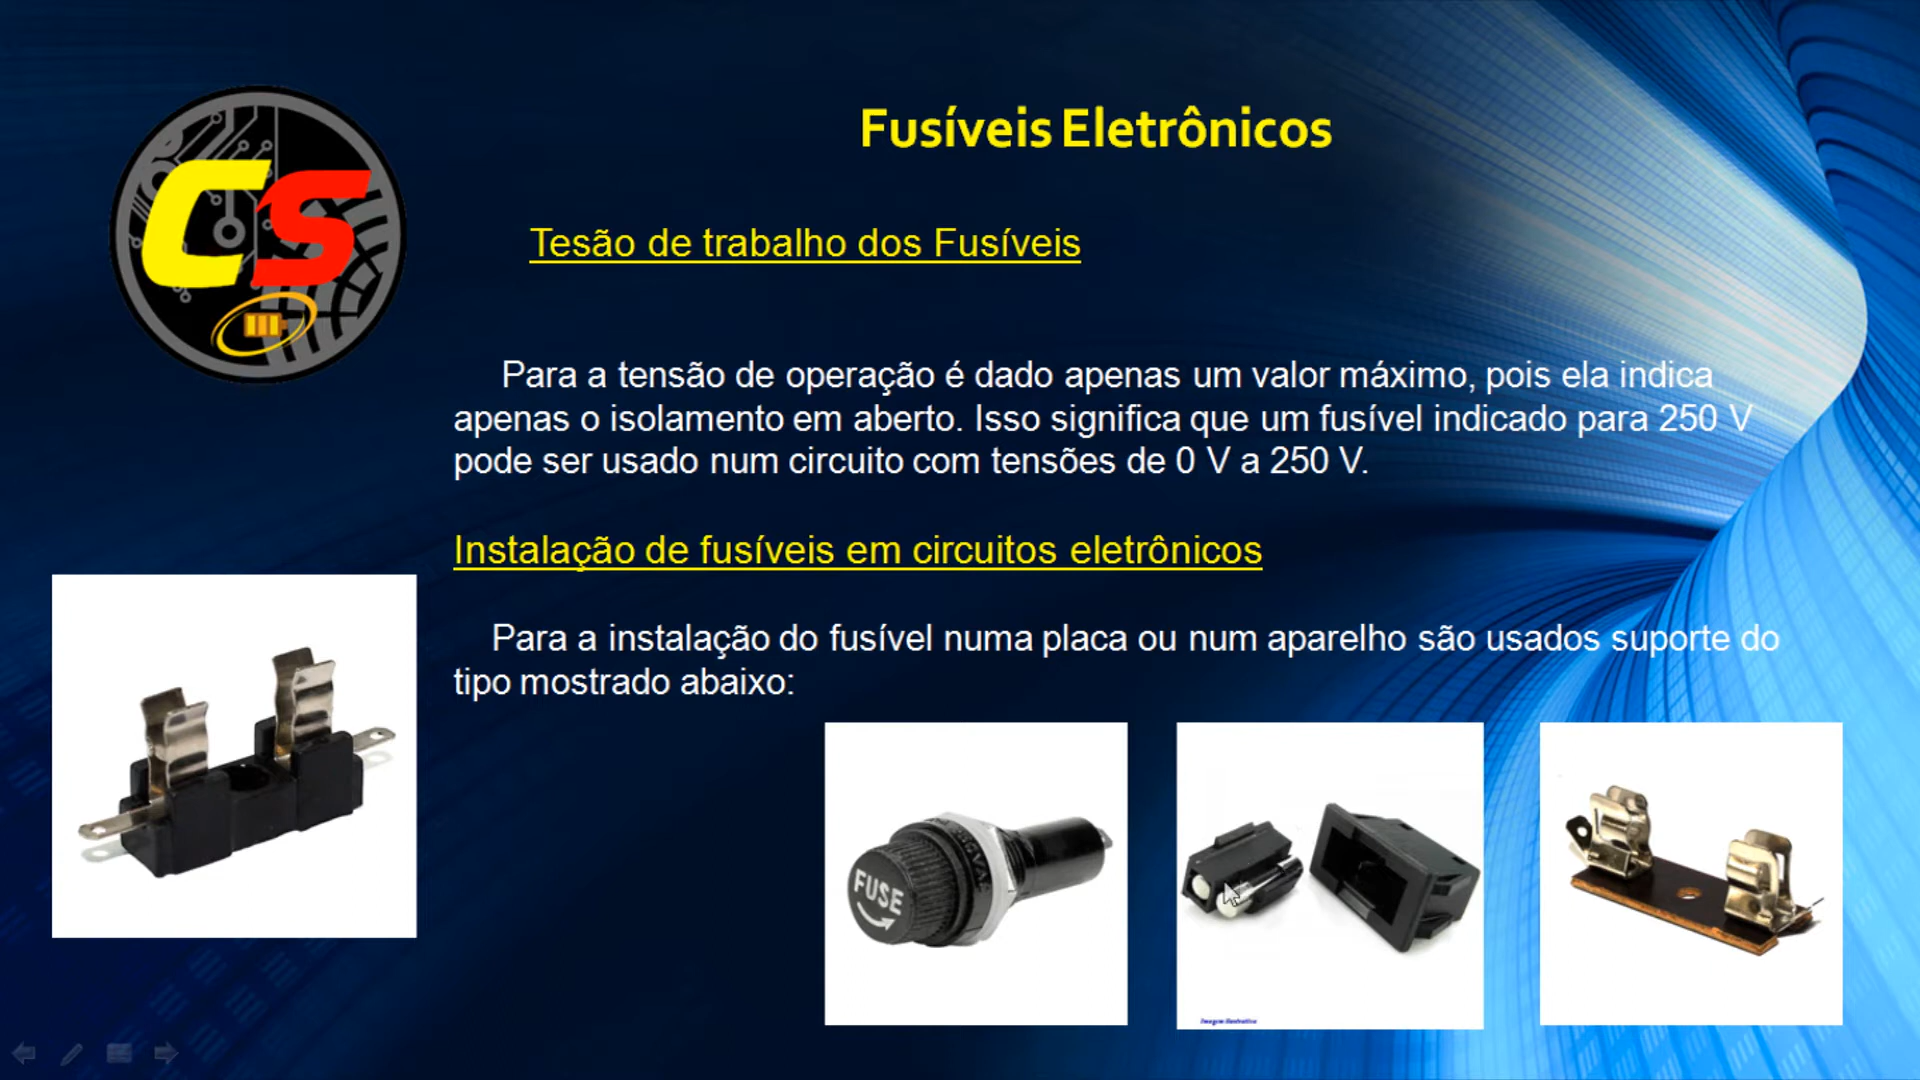 Fusíveis Eletrônicos
CS
Tesão de trabalho dos Fusíveis
Para a tensão de operação é dado apenas um valor máximo, pois ela indica
apenas o isolamento em aberto. Isso significa que um fusível indicado para 250 V
pode ser usado num circuito com tensões de 0 V a 250 V.
Instalação de fusíveis em circuitos eletrônicos
Para a instalação do fusível numa placa ou num aparelho são usados suporte do
tipo mostrado abaixo:
FUSE
Imagem Ilustrativa